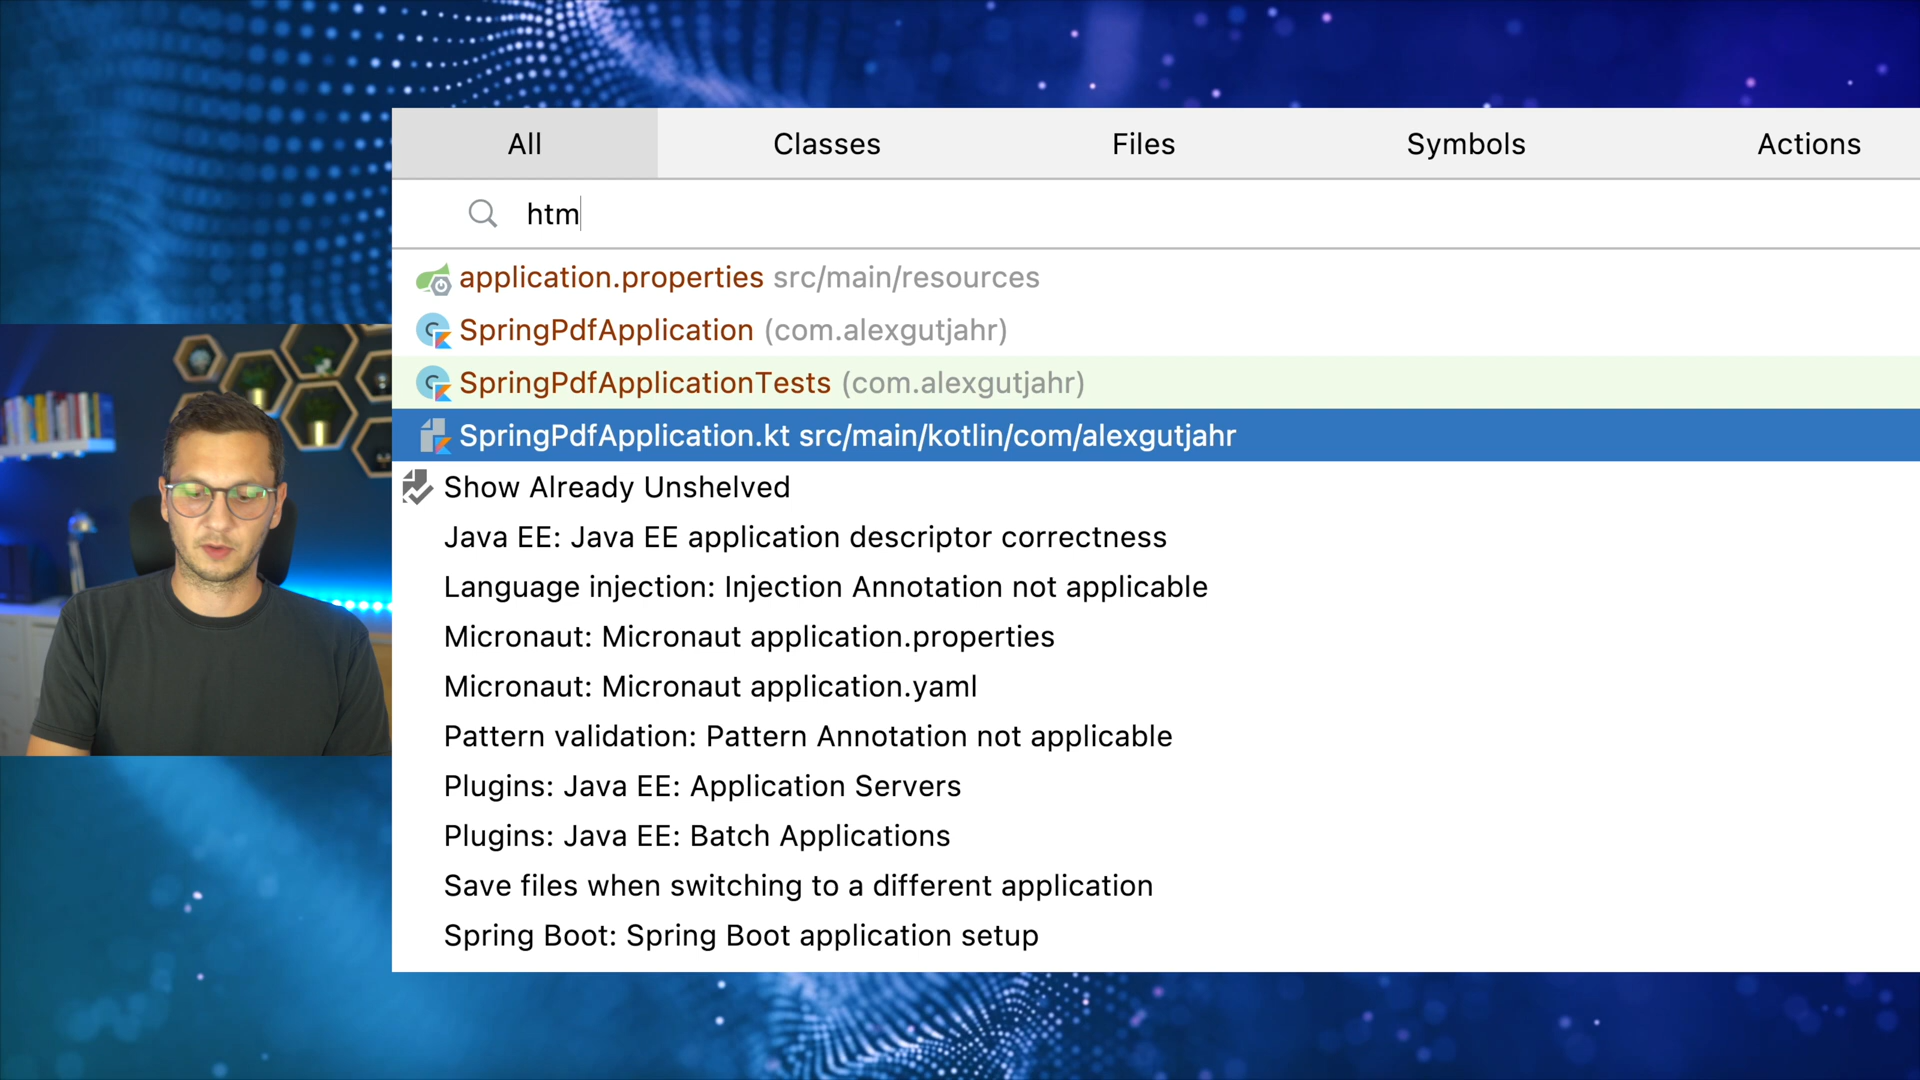 All Classes Files Symbols Actions
htm
application.properties src/main/resources
SpringPdfApplication (com.alexgutjahr)
SpringPdfApplicationTests (com.alexgutjahr)
SpringPdfApplication.kt src/main/kotlin/com/alexgutjahr
Show Already Unshelved
Java EE: Java EE application descriptor correctness
Language injection: Injection Annotation not applicable
Micronaut: Micronaut application.properties
Micronaut: Micronaut application.yaml
Pattern validation: Pattern Annotation not applicable
Plugins: Java EE: Application Servers
Plugins: Java EE: Batch Applications
Save files when switching to a different application
Spring Boot: Spring Boot application setup